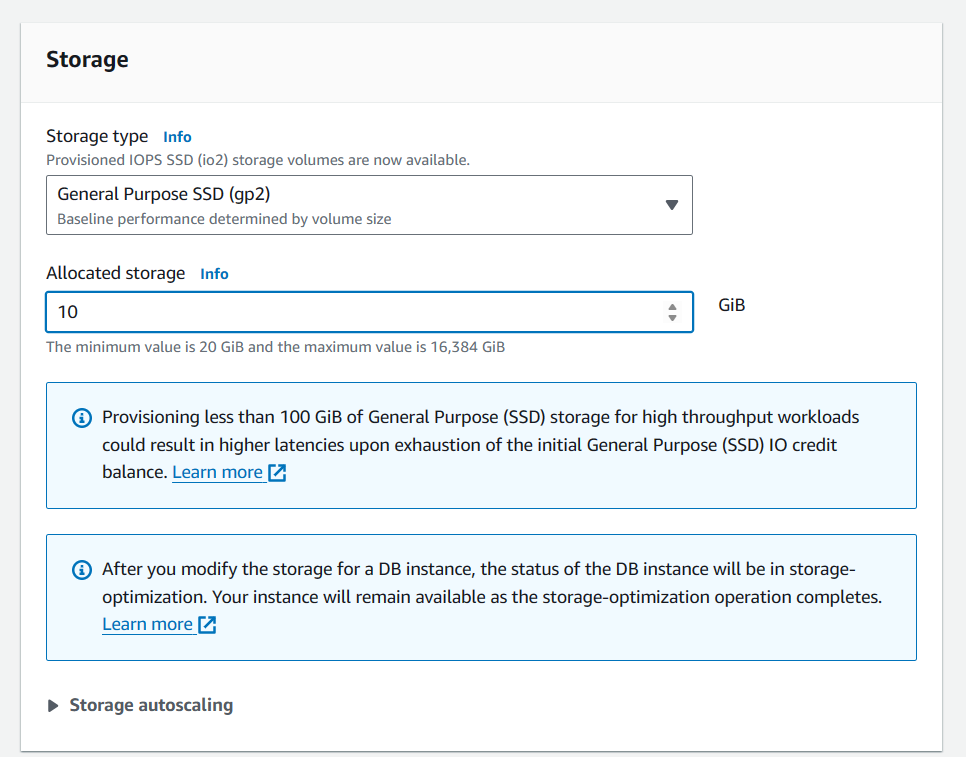 Storage
Storage type Info
Provisioned IOPS SSD (io2) storage volumes are now available.
General Purpose SSD (gp2)
Baseline performance determined by volume size
Allocated storage Info
10
GiB
The minimum value is 20 GiB and the maximum value is 16,384 GiB
Provisioning less than 100 GiB of General Purpose (SSD) storage for high throughput workloads
could result in higher latencies upon exhaustion of the initial General Purpose (SSD) IO credit
balance. Learn more
After you modify the storage for a DB instance, the status of the DB instance will be in storage-
optimization. Your instance will remain available as the storage-optimization operation completes.
Learn more
Storage autoscaling